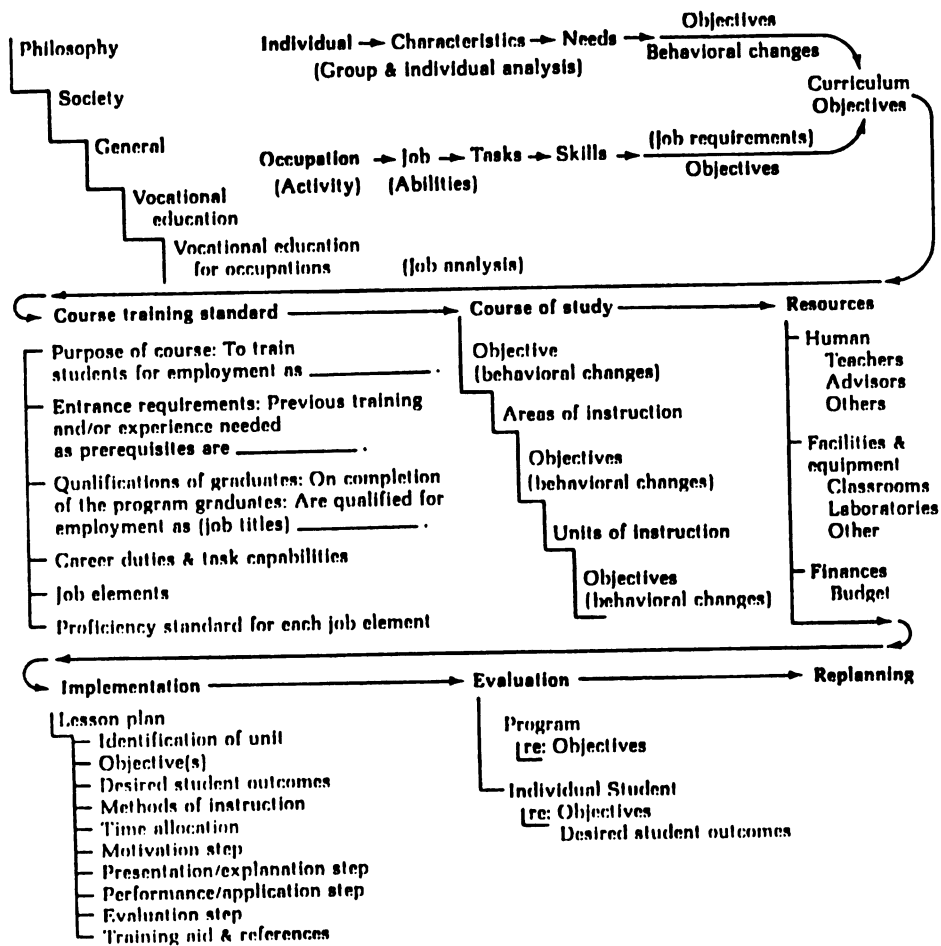 Philosophy
Society
General
Vocational
education
Vocational education
for occupations
(Job analysis)
Individual → Characteristics → Needs → Objectives
Behavioral changes
(Group & individual analysis)
Curriculum
Objectives
Occupation → Job → Tasks → Skills → (Job requirements)
Objectives
(Activity) (Abilities)
Course training standard → Course of study → Resources
Purpose of course: To train
students for employment as __________ .
Entrance requirements: Previous training
and/or experience needed
as prerequisites are __________ .
Qualifications of graduates: On completion
of the program graduates: Are qualified for
employment as (job titles) __________ .
Career duties & task capabilities
Job elements
Proficiency standard for each job element
Objective
(behavioral changes)
Areas of instruction
Objectives
(behavioral changes)
Units of instruction
Objectives
(behavioral changes)
Human
Teachers
Advisors
Others
Facilities &
equipment
Classrooms
Laboratories
Other
Finances
Budget
Implementation → Evaluation → Replanning
Lesson plan
Identification of unit
Objective(s)
Desired student outcomes
Methods of instruction
Time allocation
Motivation step
Presentation/explanation step
Performance/application step
Evaluation step
Training aid & references
Program
re: Objectives
Individual Student
re: Objectives
Desired student outcomes